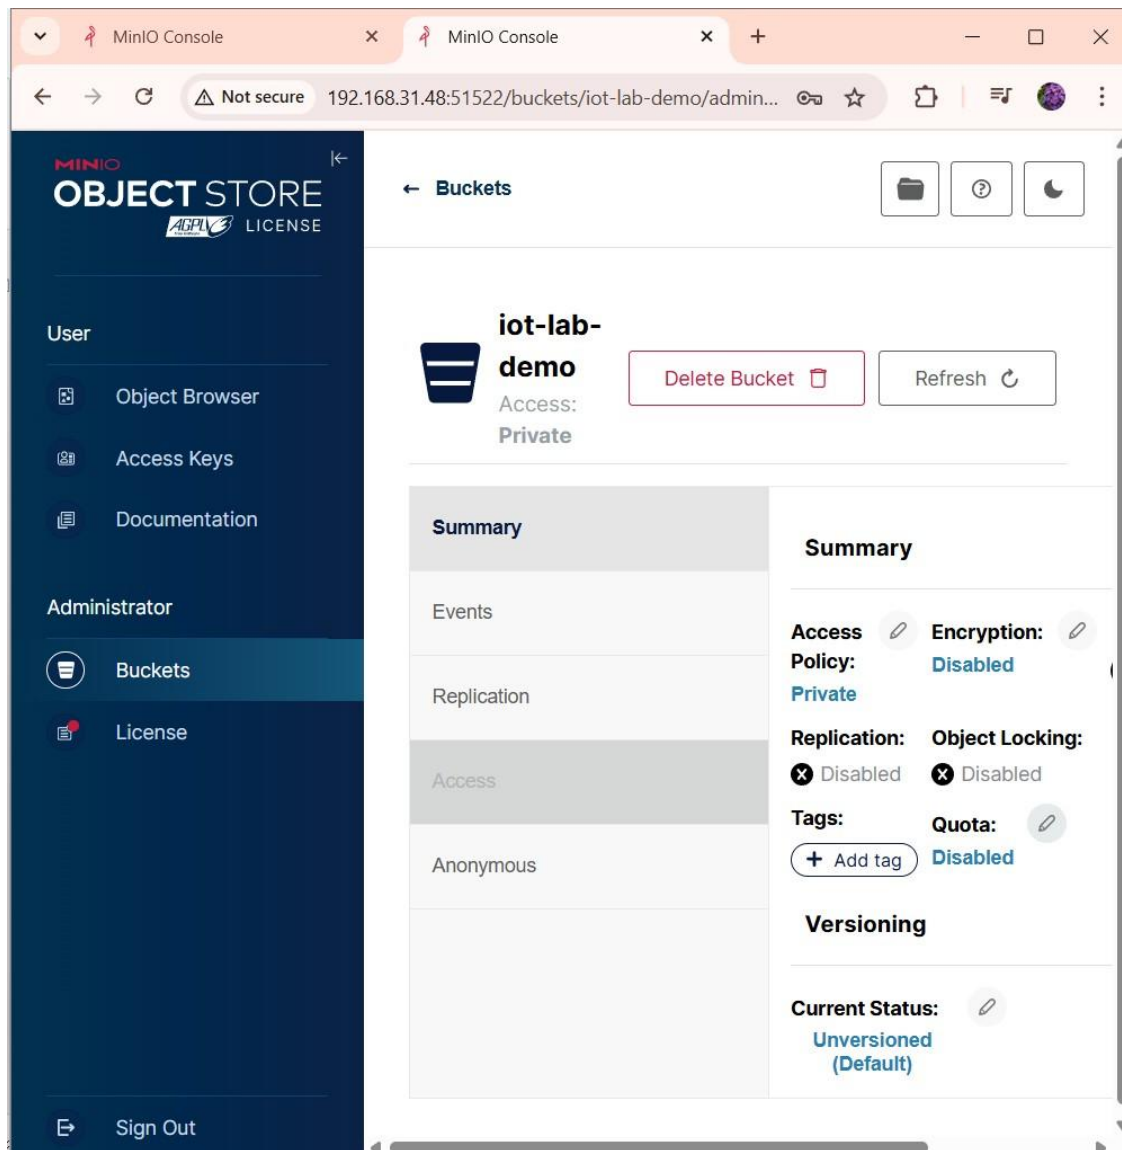 MinIO Console
MinIO Console
Not secure 192.168.31.48:51522/buckets/iot-lab-demo/admin...
MINIO
OBJECT STORE
AGPLV3 LICENSE
User
Object Browser
Access Keys
Documentation
Administrator
Buckets
License
Sign Out
← Buckets
iot-lab-
demo
Access:
Private
Delete Bucket
Refresh
Summary
Events
Replication
Access
Anonymous
Summary
Access
Policy:
Private
Encryption:
Disabled
Replication:
Disabled
Object Locking:
Disabled
Tags:
+ Add tag
Quota:
Disabled
Versioning
Current Status:
Unversioned
(Default)